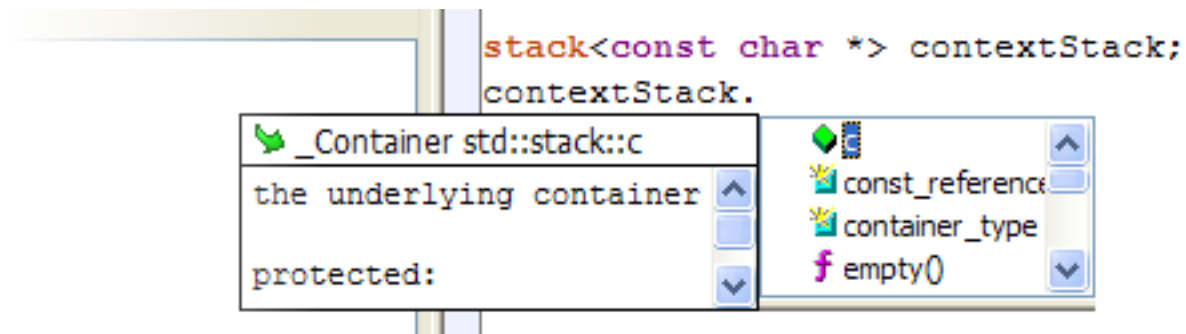 stack<const char *> contextStack;
contextStack.
_Container std::stack::c
the underlying container
protected:
c
const_reference
container_type
empty()